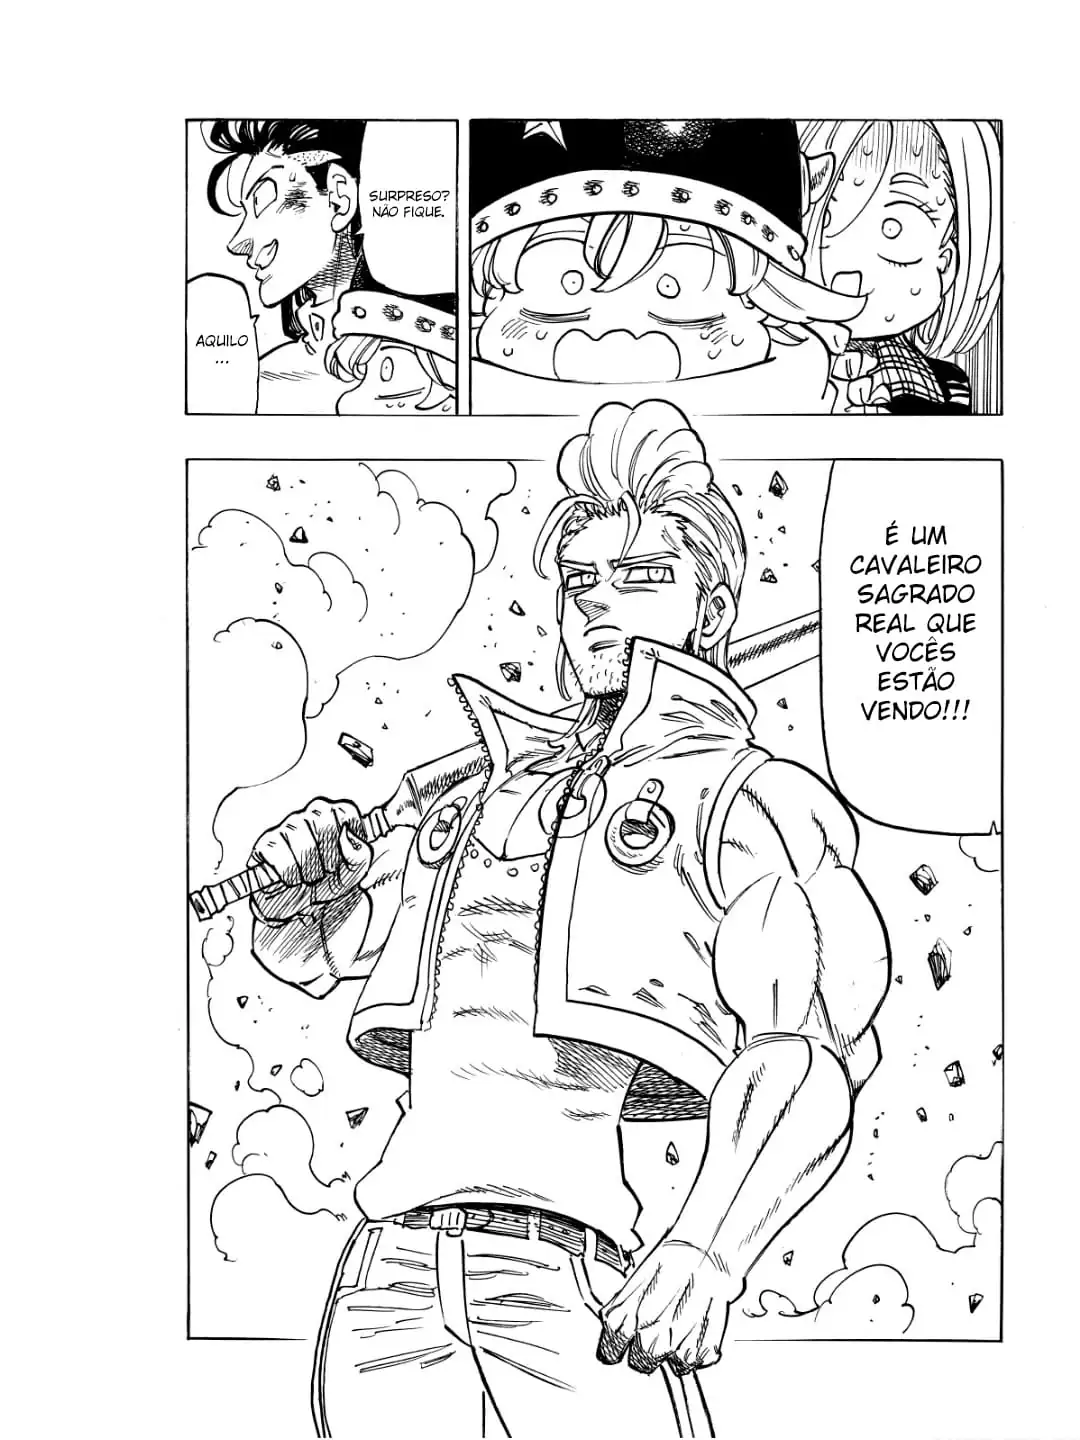 SURPRESO?
NÃO FIQUE.
AQUILO
...
É UM
CAVALEIRO
SAGRADO
REAL QUE
VOCÊS
ESTÃO
VENDO!!!